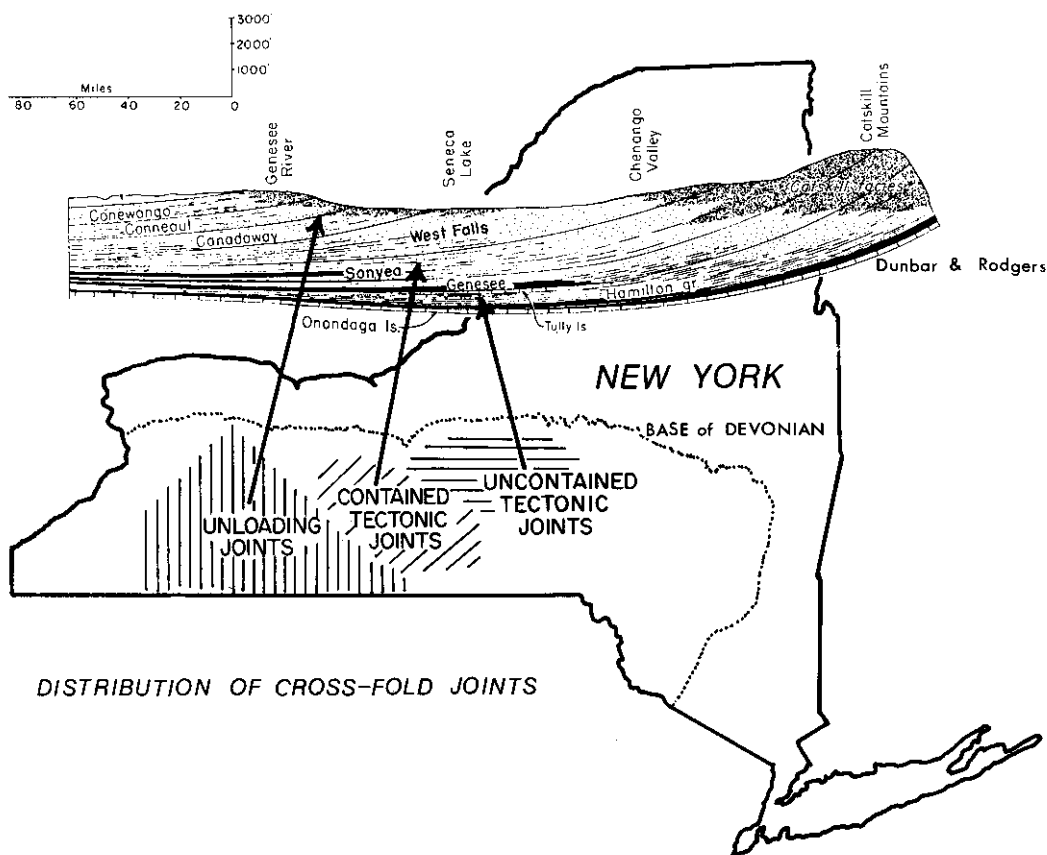 3000'
2000'
1000'
Miles
80 60 40 20 0
Genesee
River
Seneca
Lake
Chenango
Valley
Catskill
Mountains
Conewango
Conneaut
Canadaway
West Falls
Catskill facies
Sonyea
Genesee
Hamilton gr.
Dunbar & Rodgers
Onondaga ls.
Tully ls
NEW YORK
BASE of DEVONIAN
UNLOADING
JOINTS
CONTAINED
TECTONIC
JOINTS
UNCONTAINED
TECTONIC
JOINTS
DISTRIBUTION OF CROSS-FOLD JOINTS